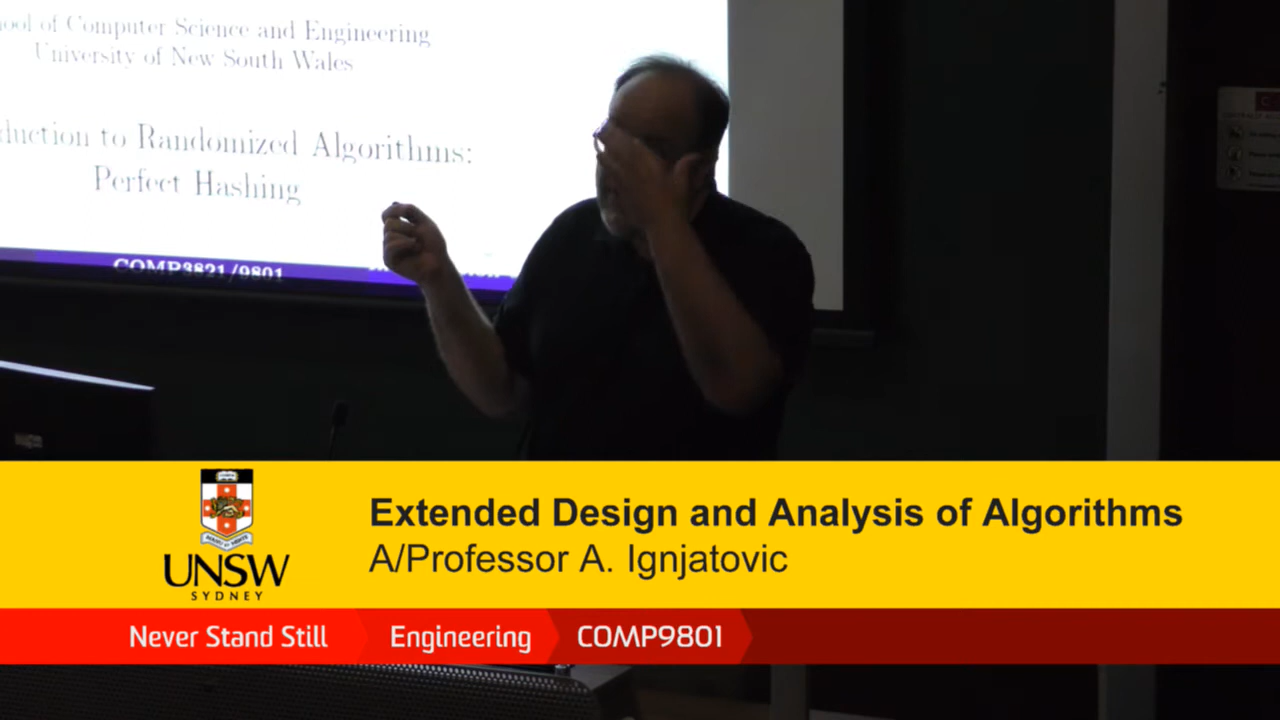 ool of Computer Science and Engineering
University of New South Wales
duction to Randomized Algorithms:
Perfect Hashing
COMP3821/9801
Extended Design and Analysis of Algorithms
A/Professor A. Ignjatovic
UNSW
SYDNEY
Never Stand Still
Engineering
COMP9801